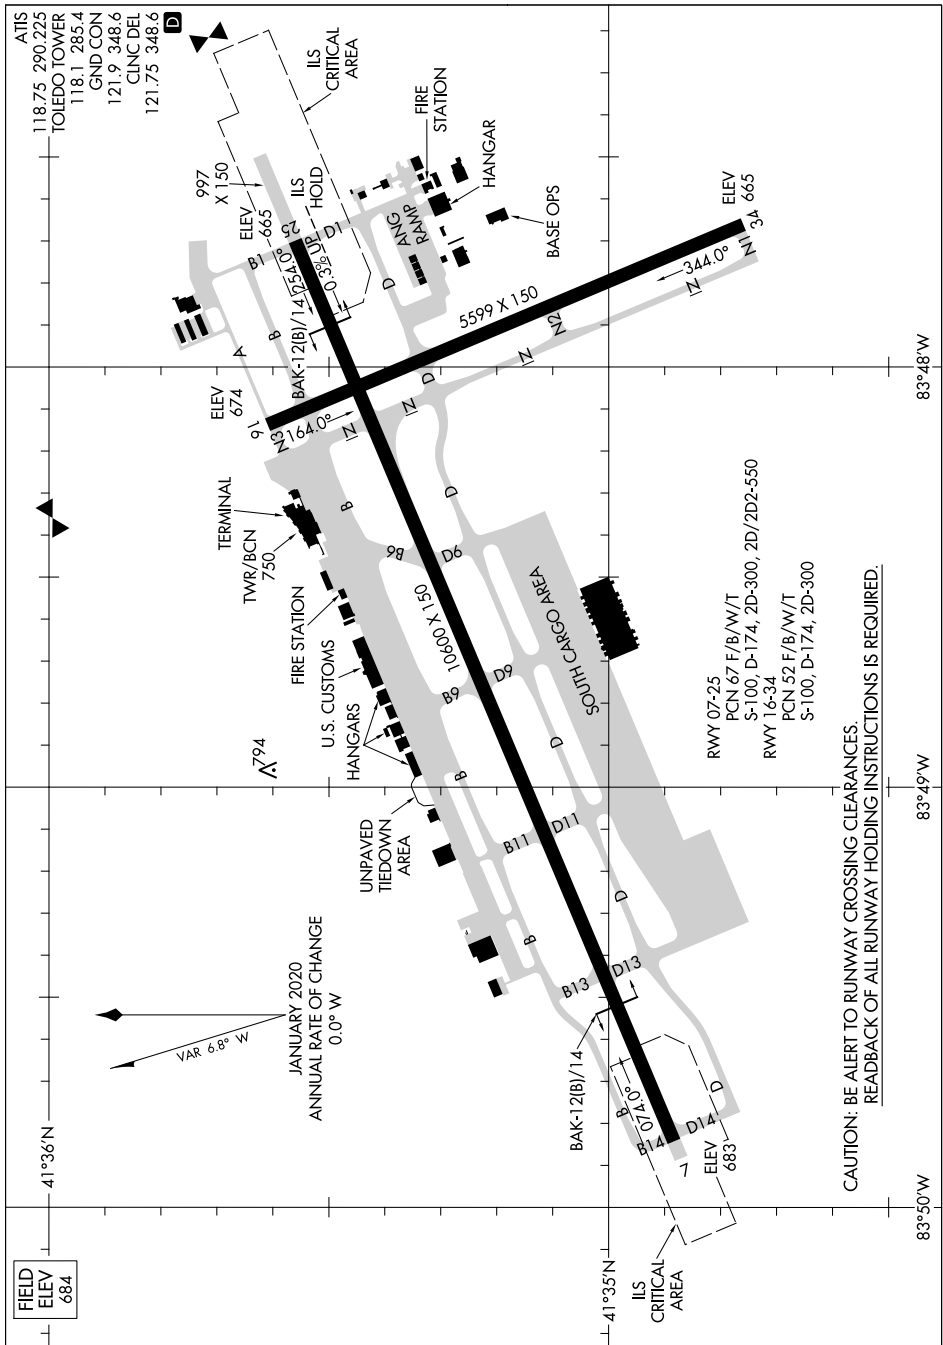 ATIS
118.75 290.225
TOLEDO TOWER
118.1 285.4
GND CON
121.9 348.6
CLNC DEL
121.75 348.6
D
FIELD
ELEV
684
41°36'N
41°35'N
83°50'W
83°49'W
83°48'W
JANUARY 2020
ANNUAL RATE OF CHANGE
0.0° W
VAR 6.8° W
794
UNPAVED
TIEDOWN
AREA
HANGARS
U.S. CUSTOMS
FIRE STATION
TWR/BCN
750
TERMINAL
ELEV
674
16
N3
164.0°
A
B
B1
ELEV
665
997
X 150
ILS
HOLD
ILS
CRITICAL
AREA
25
D1
254.0°
0.3% UP
BAK-12(B)/14
D
ANG
RAMP
FIRE
STATION
HANGAR
BASE OPS
5599 X 150
N
N
D
N
N2
N
344.0°
N1
34
ELEV
665
B
B6
D6
D
10600 X 150
B9
D9
SOUTH CARGO AREA
B
D
B11
D11
B
D
B13
D13
BAK-12(B)/14
B
074.0°
B14
D14
D
7
ELEV
683
ILS
CRITICAL
AREA
RWY 07-25
PCN 67 F/B/W/T
S-100, D-174, 2D-300, 2D/2D2-550
RWY 16-34
PCN 52 F/B/W/T
S-100, D-174, 2D-300
CAUTION: BE ALERT TO RUNWAY CROSSING CLEARANCES.
READBACK OF ALL RUNWAY HOLDING INSTRUCTIONS IS REQUIRED.